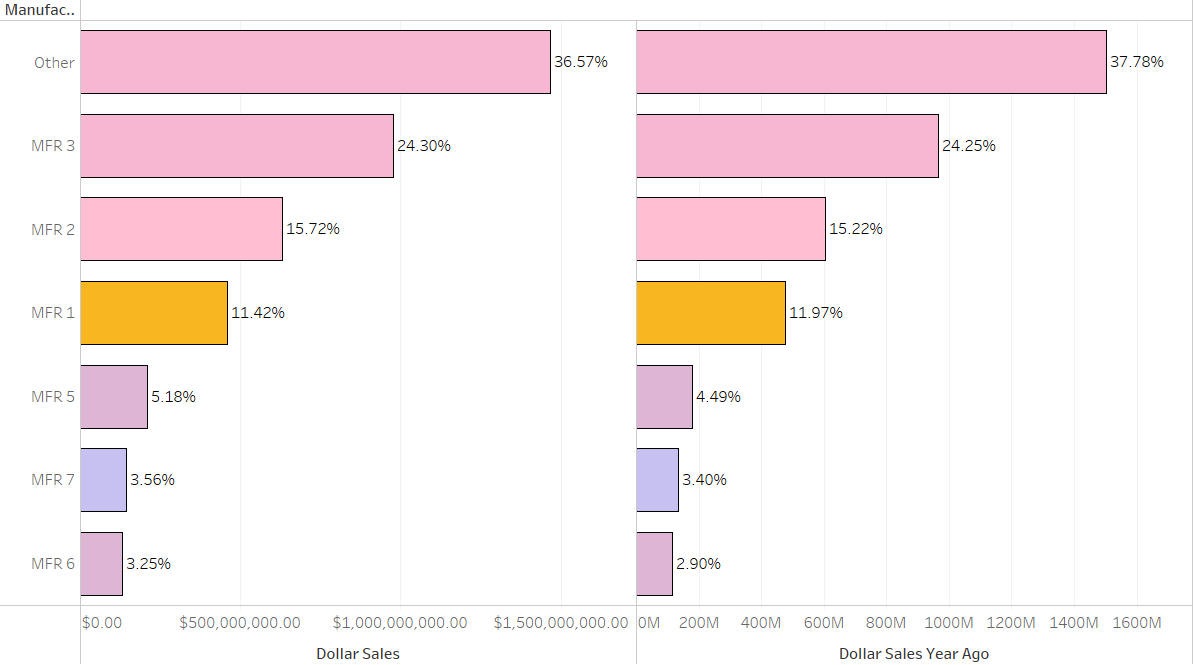 Manufac..
Other 36.57% 37.78%
MFR 3 24.30% 24.25%
MFR 2 15.72% 15.22%
MFR 1 11.42% 11.97%
MFR 5 5.18% 4.49%
MFR 7 3.56% 3.40%
MFR 6 3.25% 2.90%
$0.00 $500,000,000.00 $1,000,000,000.00 $1,500,000,000.00 0M 200M 400M 600M 800M 1000M 1200M 1400M 1600M
Dollar Sales Dollar Sales Year Ago